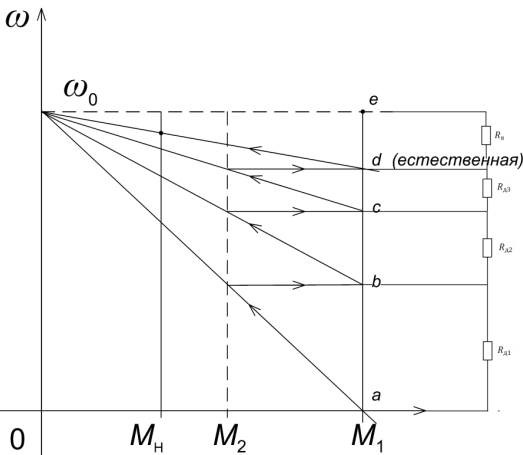 ω
ω₀
e
Rя
d (естественная)
Rд3
c
Rд2
b
Rд1
a
0
Mн
M₂
M₁